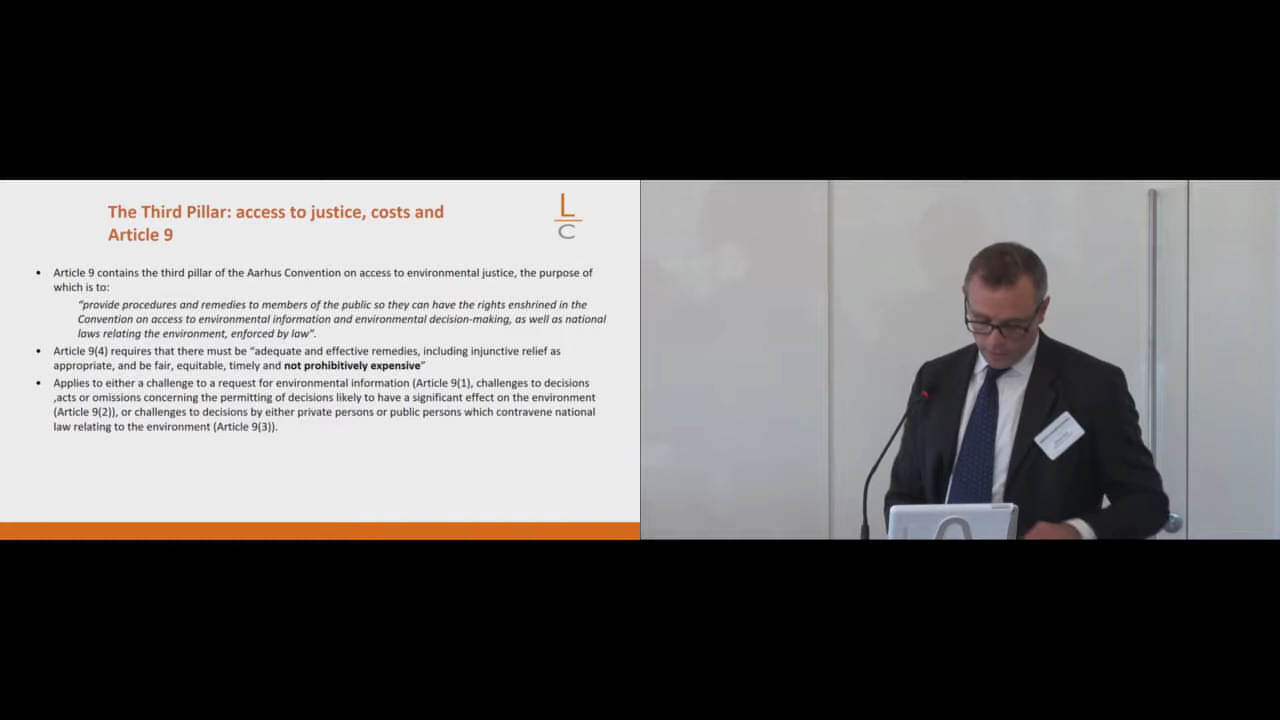 The Third Pillar: access to justice, costs and
Article 9
L
C
• Article 9 contains the third pillar of the Aarhus Convention on access to environmental justice, the purpose of
which is to:
“provide procedures and remedies to members of the public so they can have the rights enshrined in the
Convention on access to environmental information and environmental decision-making, as well as national
laws relating the environment, enforced by law”.
• Article 9(4) requires that there must be “adequate and effective remedies, including injunctive relief as
appropriate, and be fair, equitable, timely and not prohibitively expensive”
• Applies to either a challenge to a request for environmental information (Article 9(1), challenges to decisions
,acts or omissions concerning the permitting of decisions likely to have a significant effect on the environment
(Article 9(2)), or challenges to decisions by either private persons or public persons which contravene national
law relating to the environment (Article 9(3)).